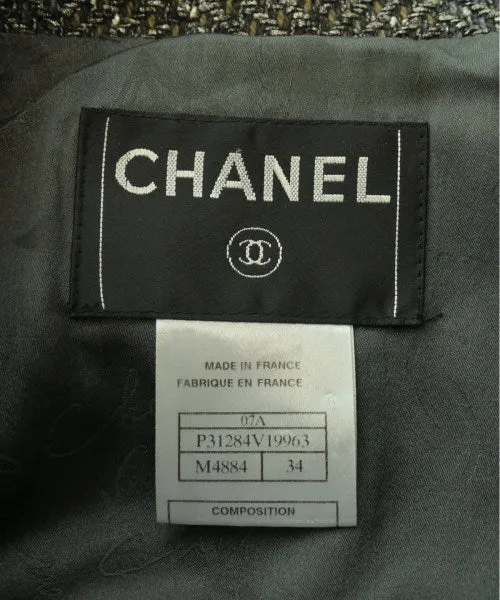 CHANEL
MADE IN FRANCE
FABRIQUE EN FRANCE
07A
P31284V19963
M4884 34
COMPOSITION